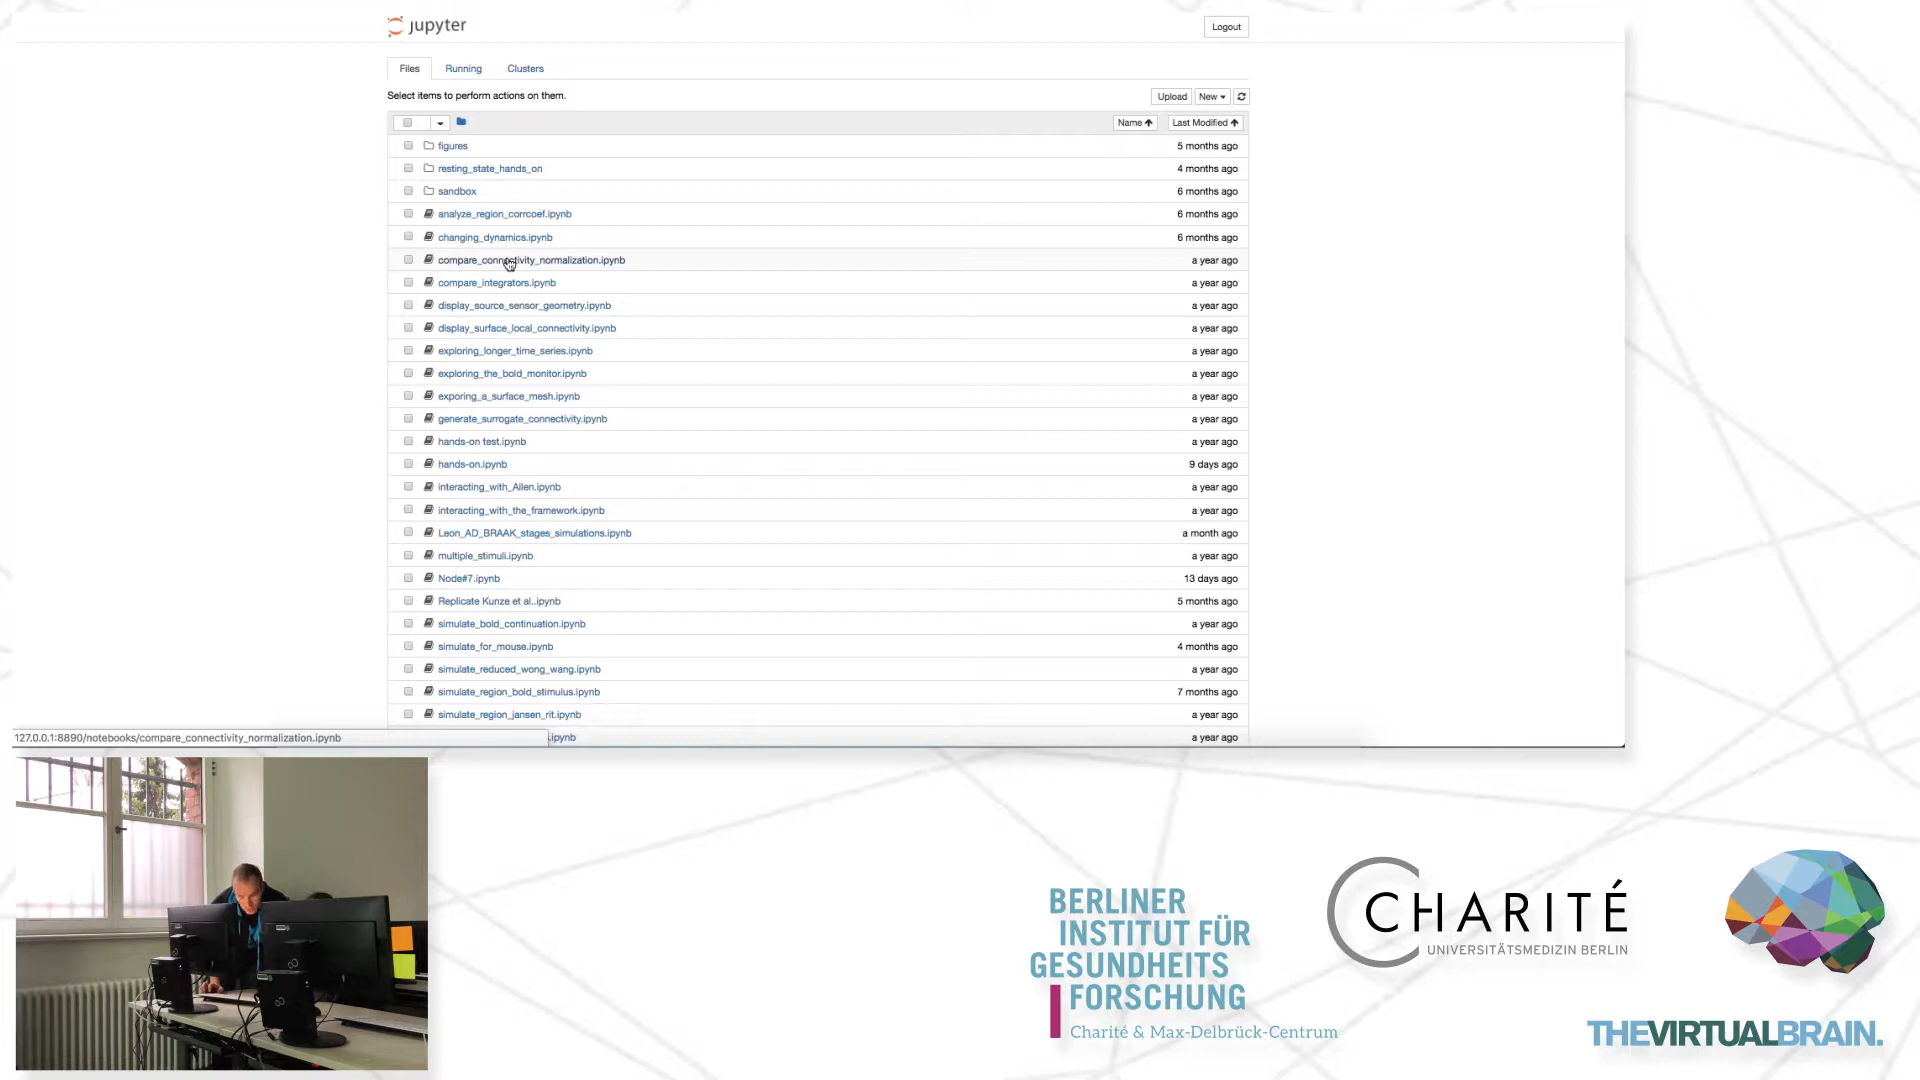 jupyter
Logout
Files Running Clusters
Select items to perform actions on them.
Upload New
Name Last Modified
figures 5 months ago
resting_state_hands_on 4 months ago
sandbox 6 months ago
analyze_region_corrcoef.ipynb 6 months ago
changing_dynamics.ipynb 6 months ago
compare_connectivity_normalization.ipynb a year ago
compare_integrators.ipynb a year ago
display_source_sensor_geometry.ipynb a year ago
display_surface_local_connectivity.ipynb a year ago
exploring_longer_time_series.ipynb a year ago
exploring_the_bold_monitor.ipynb a year ago
exporing_a_surface_mesh.ipynb a year ago
generate_surrogate_connectivity.ipynb a year ago
hands-on test.ipynb a year ago
hands-on.ipynb 9 days ago
interacting_with_Allen.ipynb a year ago
interacting_with_the_framework.ipynb a year ago
Leon_AD_BRAAK_stages_simulations.ipynb a month ago
multiple_stimuli.ipynb a year ago
Node#7.ipynb 13 days ago
Replicate Kunze et al..ipynb 5 months ago
simulate_bold_continuation.ipynb a year ago
simulate_for_mouse.ipynb 4 months ago
simulate_reduced_wong_wang.ipynb a year ago
simulate_region_bold_stimulus.ipynb 7 months ago
simulate_region_jansen_rit.ipynb a year ago
.ipynb a year ago
127.0.0.1:8890/notebooks/compare_connectivity_normalization.ipynb
BERLINER
INSTITUT FÜR
GESUNDHEITS
FORSCHUNG
Charité & Max-Delbrück-Centrum
CHARITÉ
UNIVERSITÄTSMEDIZIN BERLIN
THEVIRTUALBRAIN.